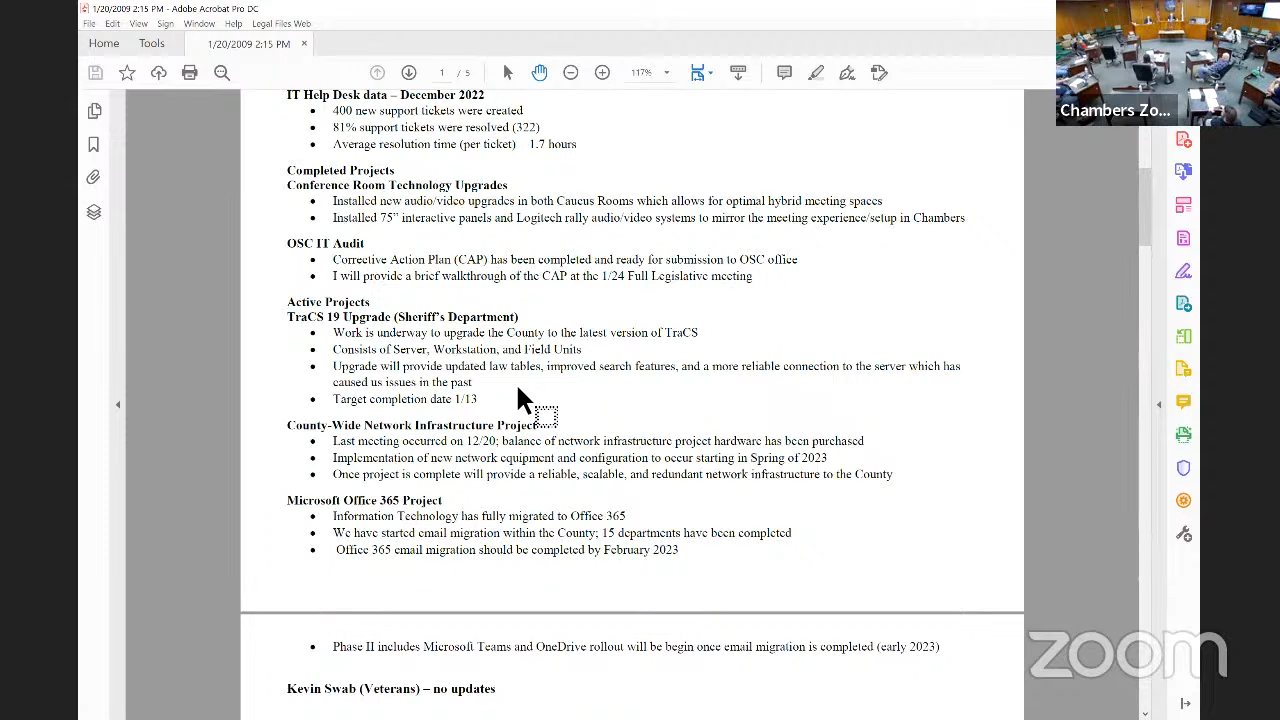 1/20/2009 2:15 PM - Adobe Acrobat Pro DC
File Edit View Sign Window Help Legal Files Web
Home Tools 1/20/2009 2:15 PM ×
1 / 5 117%
Chambers Zo...
IT Help Desk data – December 2022
• 400 new support tickets were created
• 81% support tickets were resolved (322)
• Average resolution time (per ticket) – 1.7 hours
Completed Projects
Conference Room Technology Upgrades
• Installed new audio/video upgrades in both Caucus Rooms which allows for optimal hybrid meeting spaces
• Installed 75” interactive panels and Logitech rally audio/video systems to mirror the meeting experience/setup in Chambers
OSC IT Audit
• Corrective Action Plan (CAP) has been completed and ready for submission to OSC office
• I will provide a brief walkthrough of the CAP at the 1/24 Full Legislative meeting
Active Projects
TraCS 19 Upgrade (Sheriff’s Department)
• Work is underway to upgrade the County to the latest version of TraCS
• Consists of Server, Workstation, and Field Units
• Upgrade will provide updated law tables, improved search features, and a more reliable connection to the server which has
caused us issues in the past
• Target completion date 1/13
County-Wide Network Infrastructure Project
• Last meeting occurred on 12/20; balance of network infrastructure project hardware has been purchased
• Implementation of new network equipment and configuration to occur starting in Spring of 2023
• Once project is complete will provide a reliable, scalable, and redundant network infrastructure to the County
Microsoft Office 365 Project
• Information Technology has fully migrated to Office 365
• We have started email migration within the County; 15 departments have been completed
• Office 365 email migration should be completed by February 2023
• Phase II includes Microsoft Teams and OneDrive rollout will be begin once email migration is completed (early 2023)
Kevin Swab (Veterans) – no updates
zoom